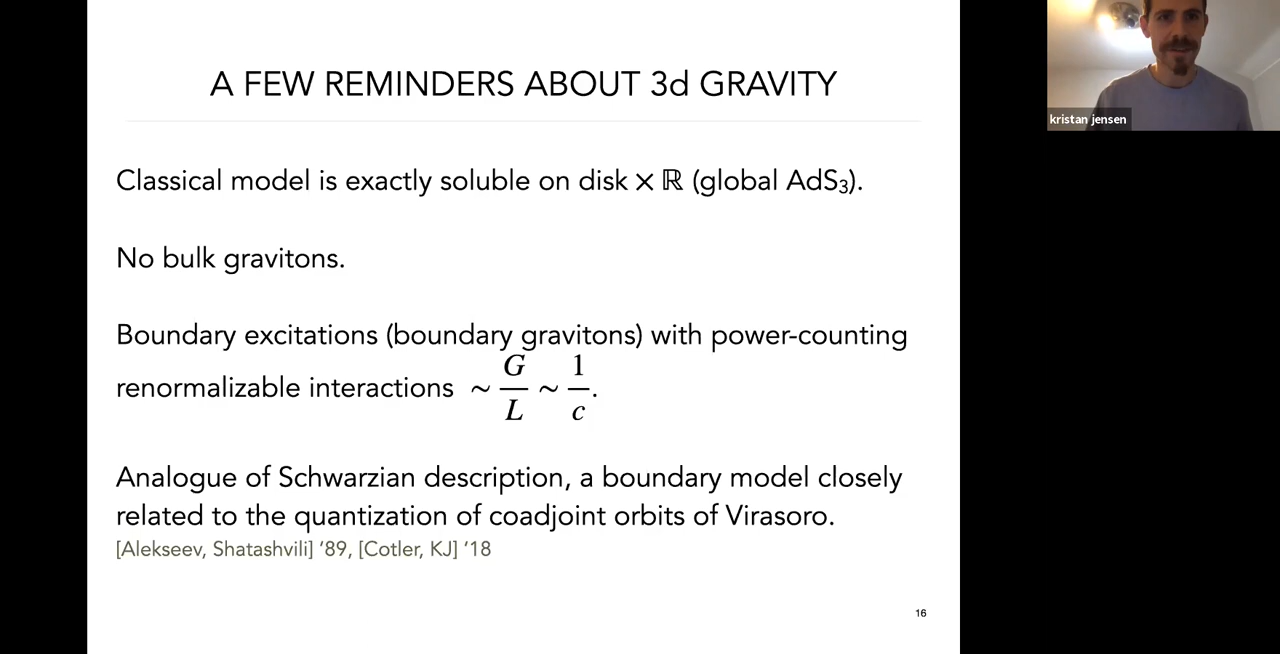 A FEW REMINDERS ABOUT 3d GRAVITY
kristan jensen
Classical model is exactly soluble on disk × ℝ (global AdS₃).
No bulk gravitons.
Boundary excitations (boundary gravitons) with power-counting
renormalizable interactions ~ G/L ~ 1/c.
Analogue of Schwarzian description, a boundary model closely
related to the quantization of coadjoint orbits of Virasoro.
[Alekseev, Shatashvili] ’89, [Cotler, KJ] ‘18
16